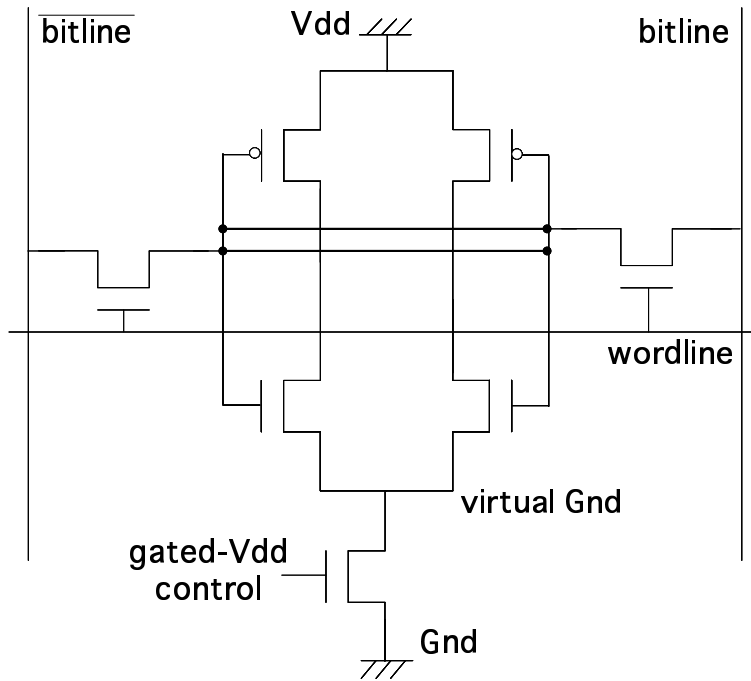 bitline
Vdd
bitline
wordline
virtual Gnd
gated-Vdd
control
Gnd